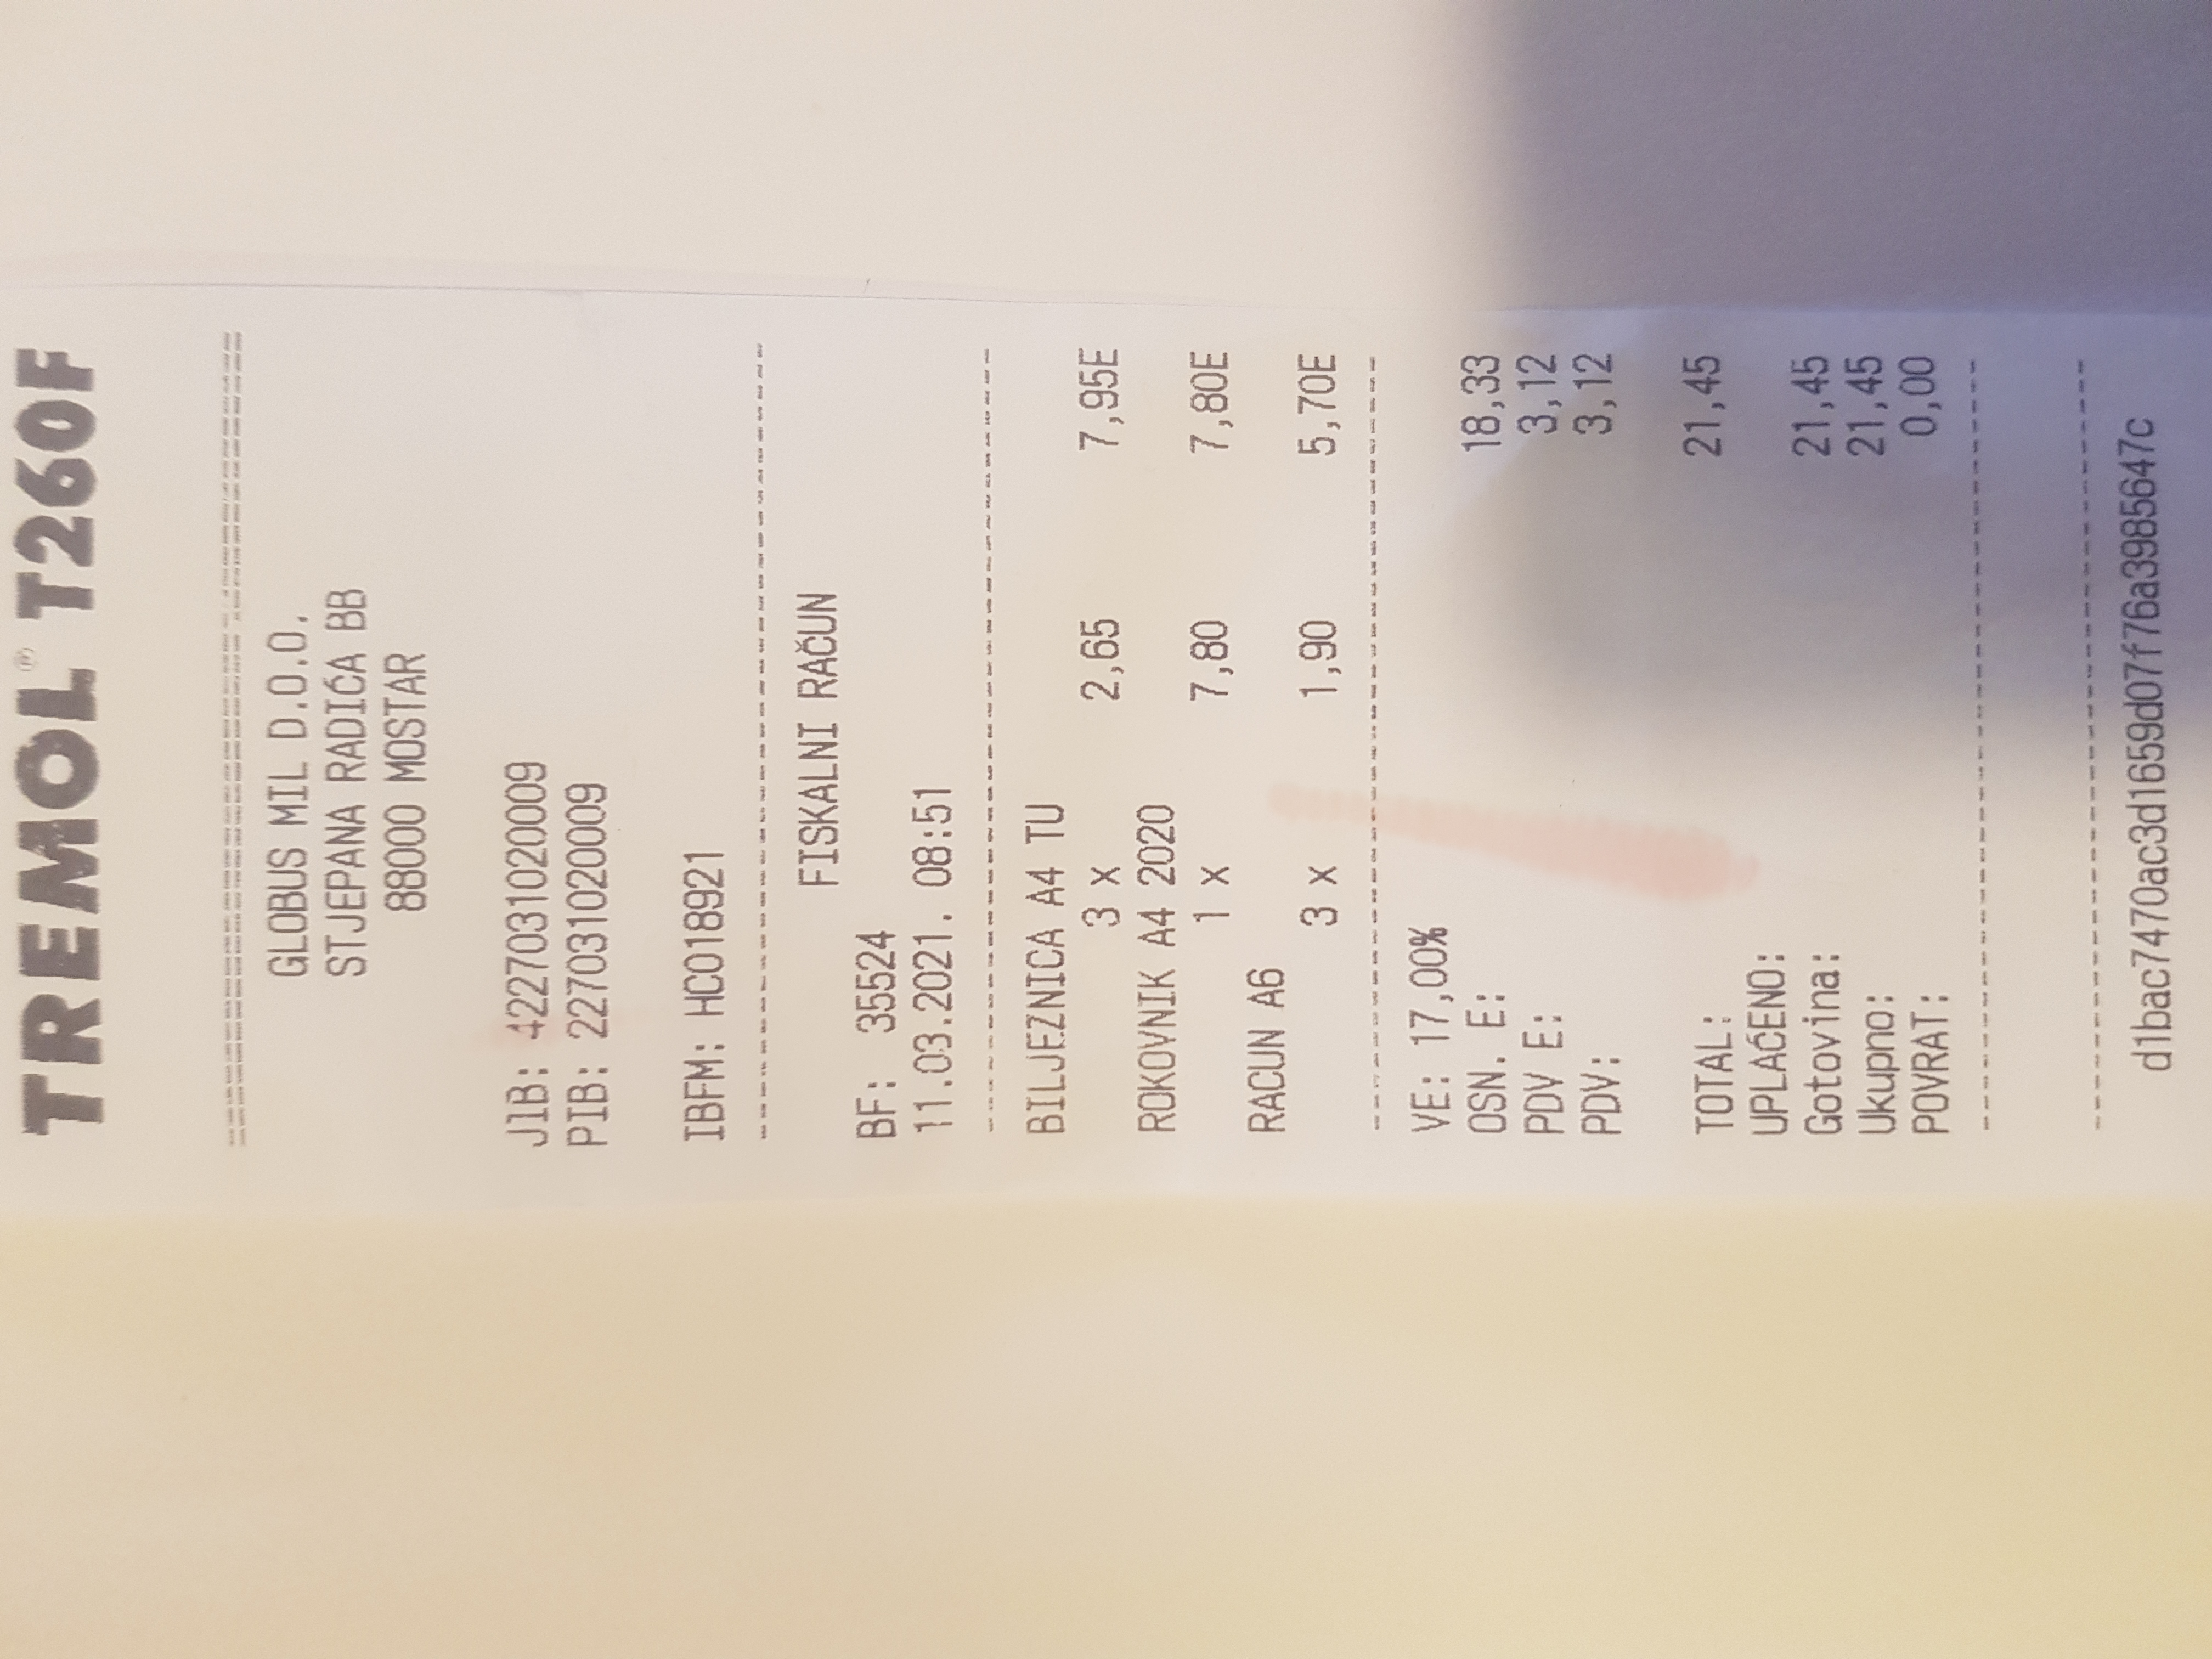 TREMOL® T260F
GLOBUS MIL D.O.O.
STJEPANA RADIĆA BB
88000 MOSTAR
JIB: 4227031020009
PIB: 227031020009
IBFM: HC018921
FISKALNI RAČUN
BF: 35524
11.03.2021. 08:51
BILJEZNICA A4 TU
3 x 2,65 7,95E
ROKOVNIK A4 2020
1 x 7,80 7,80E
RACUN A6
3 x 1,90 5,70E
VE: 17,00%
OSN. E: 18,33
PDV E: 3,12
PDV: 3,12
TOTAL: 21,45
UPLAĆENO:
Gotovina: 21,45
Ukupno: 21,45
POVRAT: 0,00
d1bac7470ac3d1659d07f76a3985647c